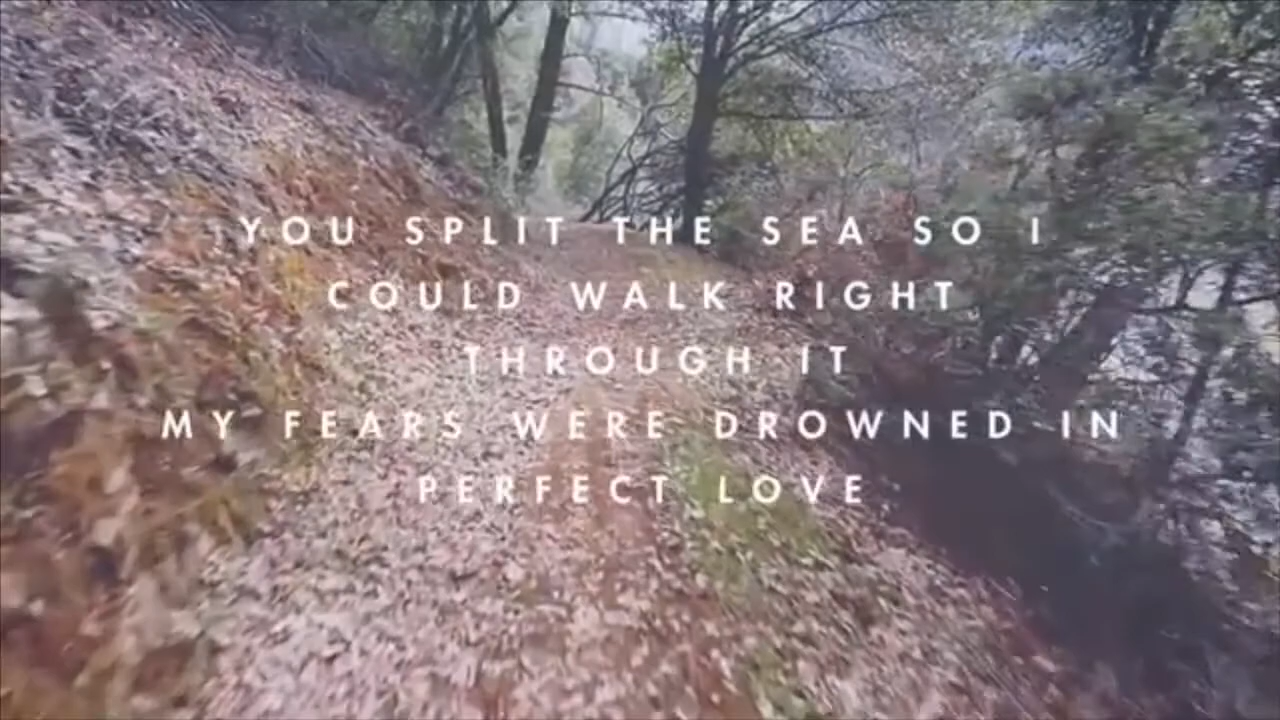 YOU SPLIT THE SEA SO I
COULD WALK RIGHT
THROUGH IT
MY FEARS WERE DROWNED IN
PERFECT LOVE